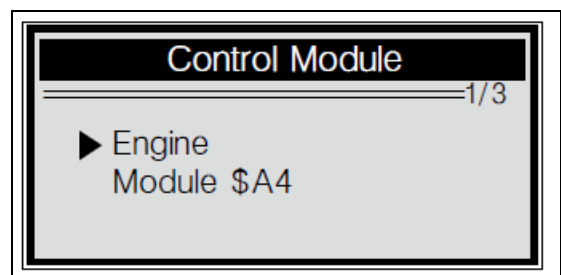 Control Module
1/3
▶ Engine
Module $A4